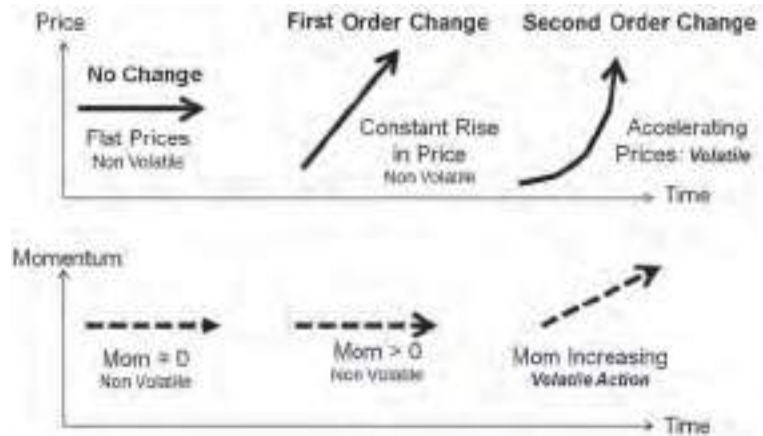 Price
First Order Change
Second Order Change
No Change
Flat Prices
Non Volatile
Constant Rise
in Price
Non Volatile
Accelerating
Prices: Volatile
Time
Momentum
Mom = 0
Non Volatile
Mom > 0
Non Volatile
Mom Increasing
Volatile Action
Time